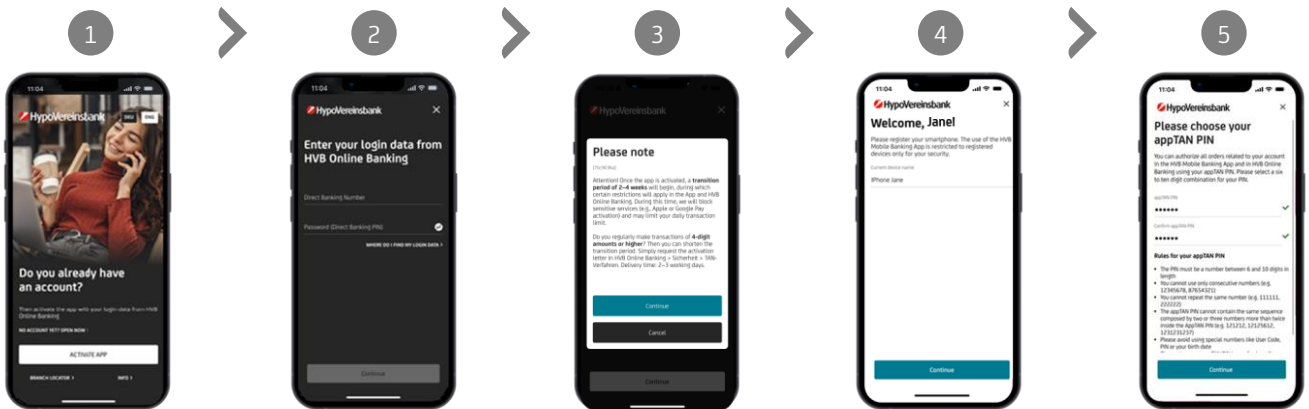 1
2
3
4
5
11:04
HypoVereinsbank
DEU ENG
Do you already have
an account?
Then activate the app with your login data from HVB
Online Banking
NO ACCOUNT YET? OPEN NOW
ACTIVATE APP
BRANCH LOCATOR >
INFO >
11:04
HypoVereinsbank
Enter your login data from
HVB Online Banking
Direct Banking Number
Password (Direct Banking PIN)
WHERE DO I FIND MY LOGIN DATA >
Continue
HypoVereinsbank
Please note
Attention! Once the app is activated, a transition
period of 2–4 weeks will begin, during which
certain restrictions will apply in the App and HVB
Online Banking. During this time, we will block
sensitive services (e.g., Apple or Google Pay
activation) and may limit your daily transaction
limit.
Do you regularly make transactions of 4-digit
amounts or higher? Then you can shorten the
transition period. Simply request the activation
letter in HVB Online Banking > Sicherheit > TAN-
Verfahren. Delivery time: 2–3 working days.
Continue
Cancel
Continue
11:04
HypoVereinsbank
Welcome, Jane!
Please register your smartphone. The use of the HVB
Mobile Banking App is restricted to registered
devices only for your security.
Current device name
iPhone Jane
Continue
11:04
HypoVereinsbank
Please choose your
appTAN PIN
You can authorize all orders related to your account
in the HVB Mobile Banking App and in HVB Online
Banking using your appTAN PIN. Please select a six
to ten digit combination for your PIN.
appTAN PIN
••••••
Confirm appTAN PIN
••••••
Rules for your appTAN PIN
• The PIN must be a number between 6 and 10 digits in
length
• You cannot use only consecutive numbers (e.g.
12345678, 87654321)
• You cannot repeat the same number (e.g. 111111,
222222)
• The appTAN PIN cannot contain the same sequence
composed by two or three numbers more than twice
inside the AppTAN PIN (e.g. 121212, 12125612,
1231231237)
• Please avoid using special numbers like User Code,
PIN or your birth date
Continue